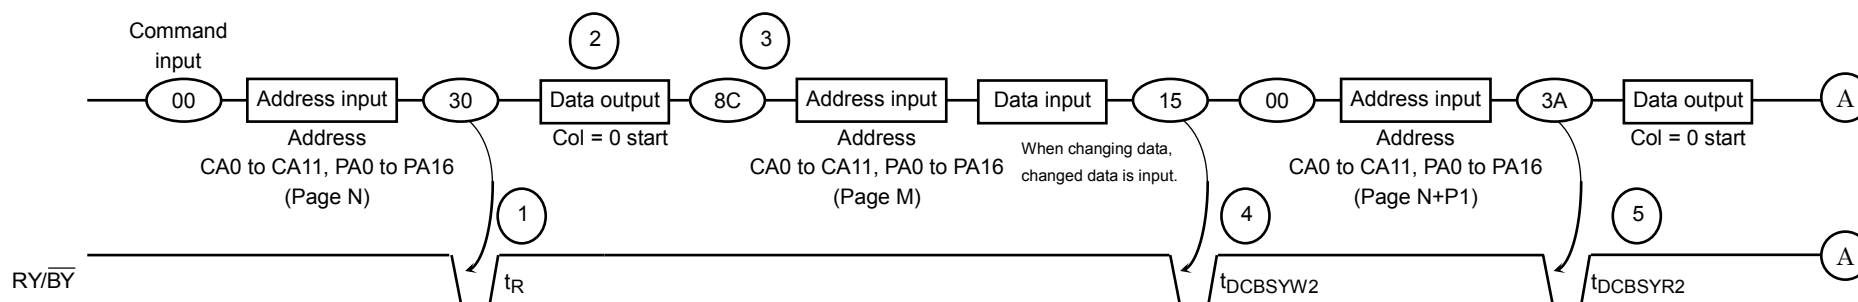 Command
input
2
3
00
Address input
30
Data output
8C
Address input
Data input
15
00
Address input
3A
Data output
A
Address
CA0 to CA11, PA0 to PA16
(Page N)
Col = 0 start
Address
CA0 to CA11, PA0 to PA16
(Page M)
When changing data,
changed data is input.
Address
CA0 to CA11, PA0 to PA16
(Page N+P1)
Col = 0 start
1
4
5
RY/BY
tR
tDCBSYW2
tDCBSYR2
A